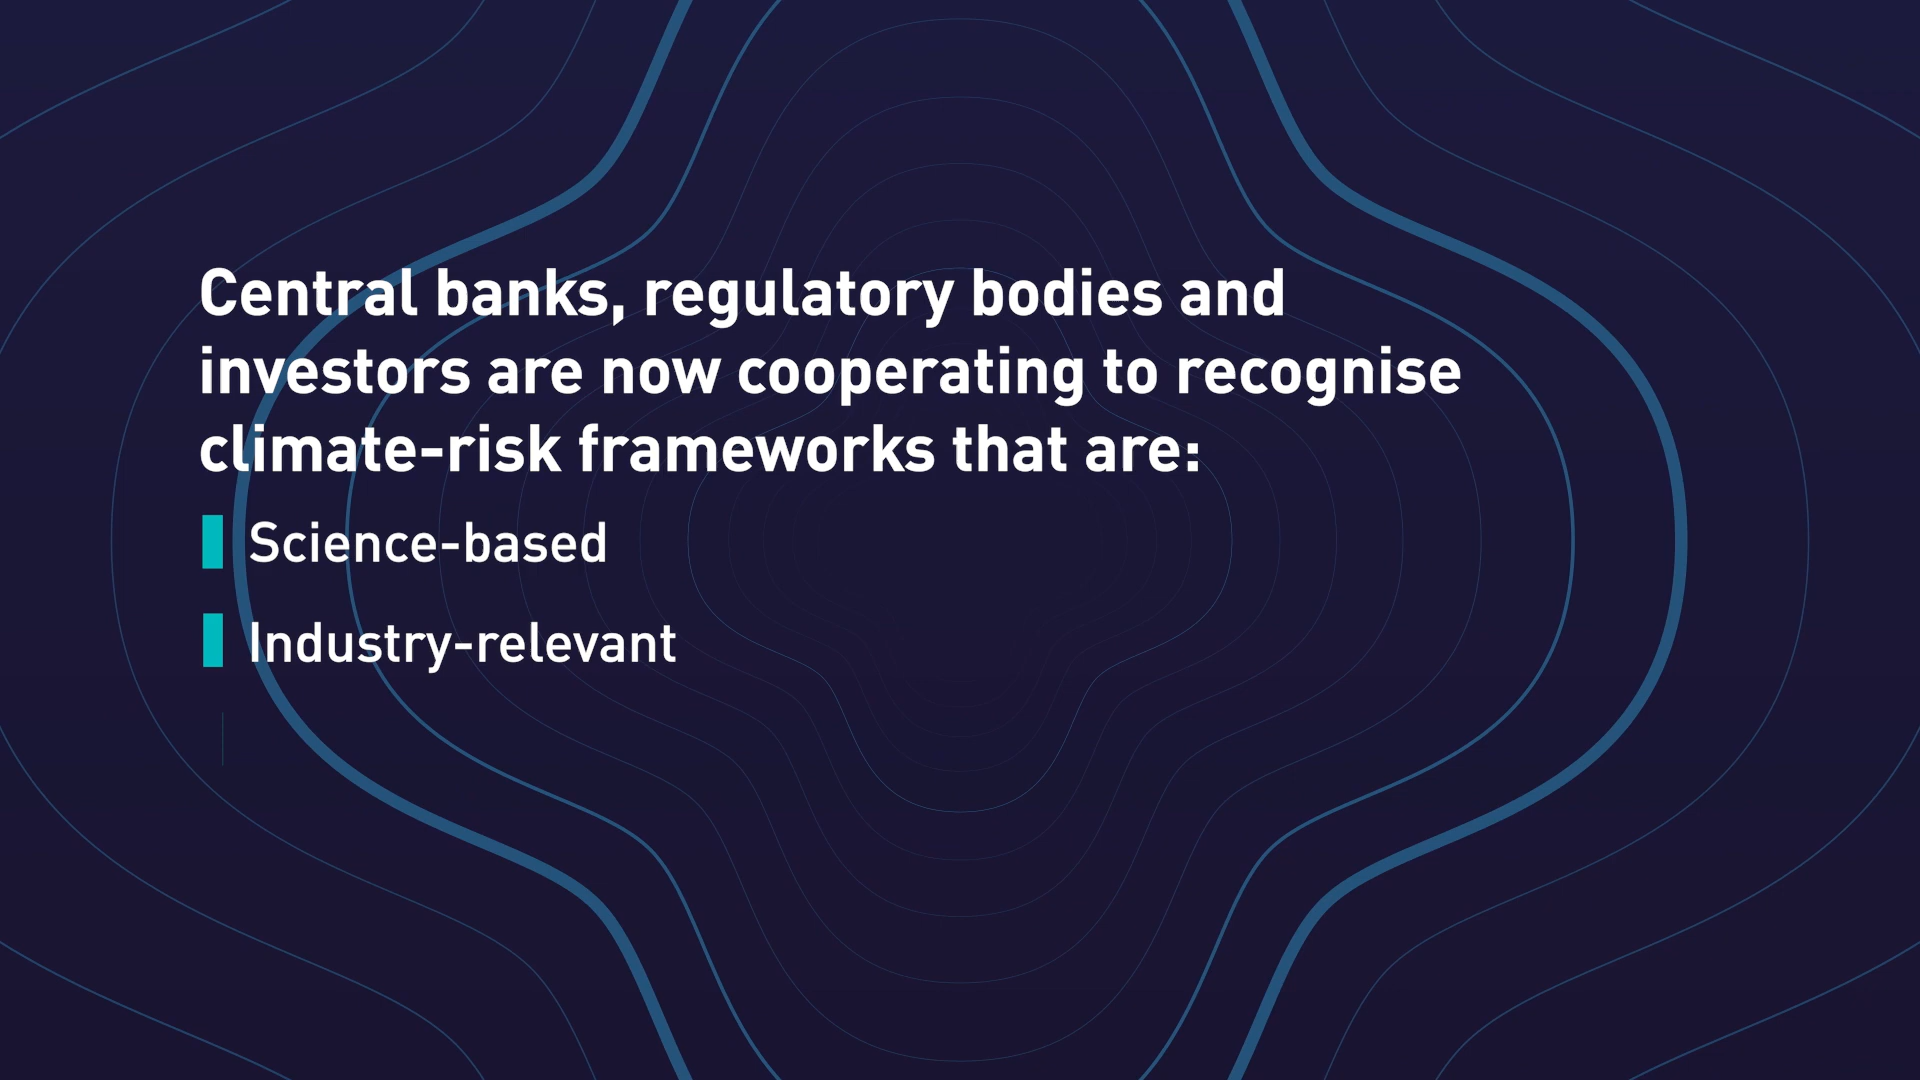 Central banks, regulatory bodies and
investors are now cooperating to recognise
climate-risk frameworks that are:
Science-based
Industry-relevant